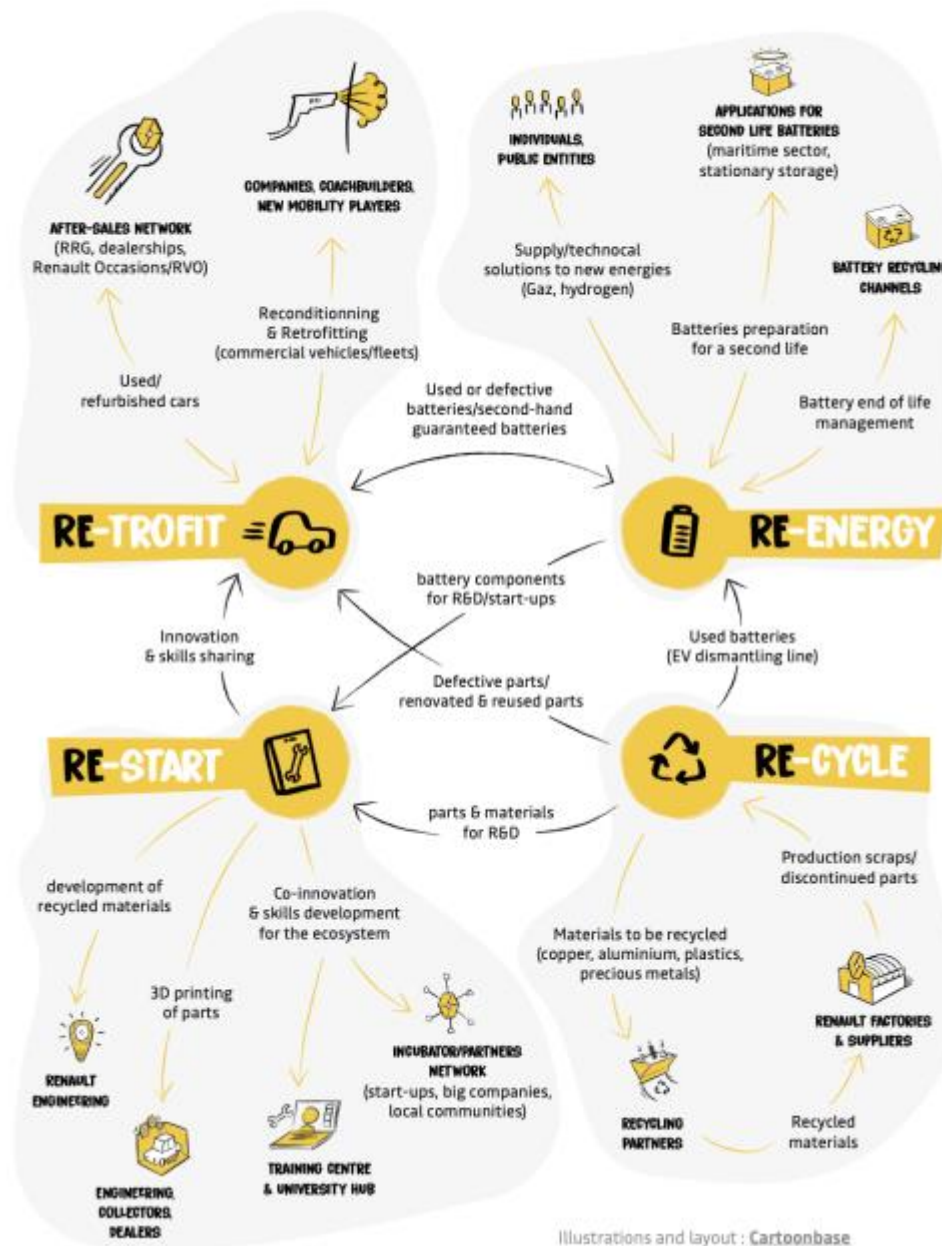 AFTER-SALES NETWORK
(RRG, dealerships,
Renault Occasions/RVO)
COMPANIES, COACHBUILDERS,
NEW MOBILITY PLAYERS
Used/
refurbished cars
Reconditionning
& Retrofitting
(commercial vehicles/fleets)
INDIVIDUALS,
PUBLIC ENTITIES
APPLICATIONS FOR
SECOND LIFE BATTERIES
(maritime sector,
stationary storage)
BATTERY RECYCLING
CHANNELS
Supply/technocal
solutions to new energies
(Gaz, hydrogen)
Batteries preparation
for a second life
Battery end of life
management
Used or defective
batteries/second-hand
guaranteed batteries
RE-TROFIT
RE-ENERGY
Innovation
& skills sharing
battery components
for R&D/start-ups
Used batteries
(EV dismantling line)
Defective parts/
renovated & reused parts
RE-START
RE-CYCLE
parts & materials
for R&D
development of
recycled materials
Co-innovation
& skills development
for the ecosystem
3D printing
of parts
RENAULT
ENGINEERING
ENGINEERING,
COLLECTORS,
DEALERS
TRAINING CENTRE
& UNIVERSITY HUB
INCUBATOR/PARTNERS
NETWORK
(start-ups, big companies,
local communities)
Production scraps/
discontinued parts
Materials to be recycled
(copper, aluminium, plastics,
precious metals)
RENAULT FACTORIES
& SUPPLIERS
RECYCLING
PARTNERS
Recycled
materials
Illustrations and layout : Cartoonbase